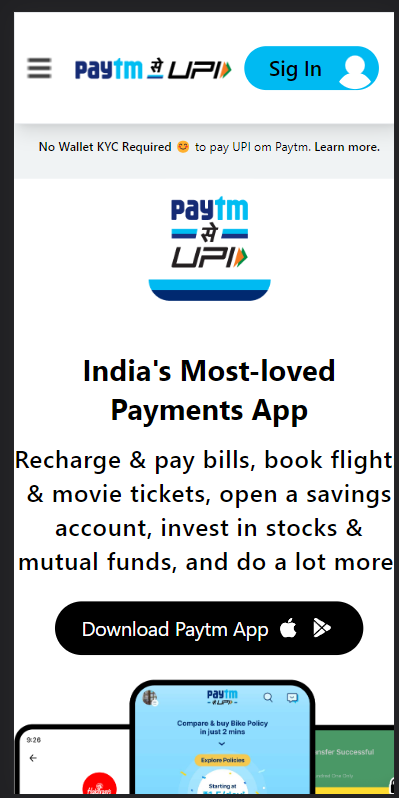 paytm से UPI
Sig In
No Wallet KYC Required 😊 to pay UPI om Paytm. Learn more.
paytm
से
UPI
India's Most-loved
Payments App
Recharge & pay bills, book flight
& movie tickets, open a savings
account, invest in stocks &
mutual funds, and do a lot more
Download Paytm App
paytm
से UPI
9:26
Compare & buy Bike Policy
in just 2 mins
nsfer Successful
Explore Policies
Haldiram's
Starting at